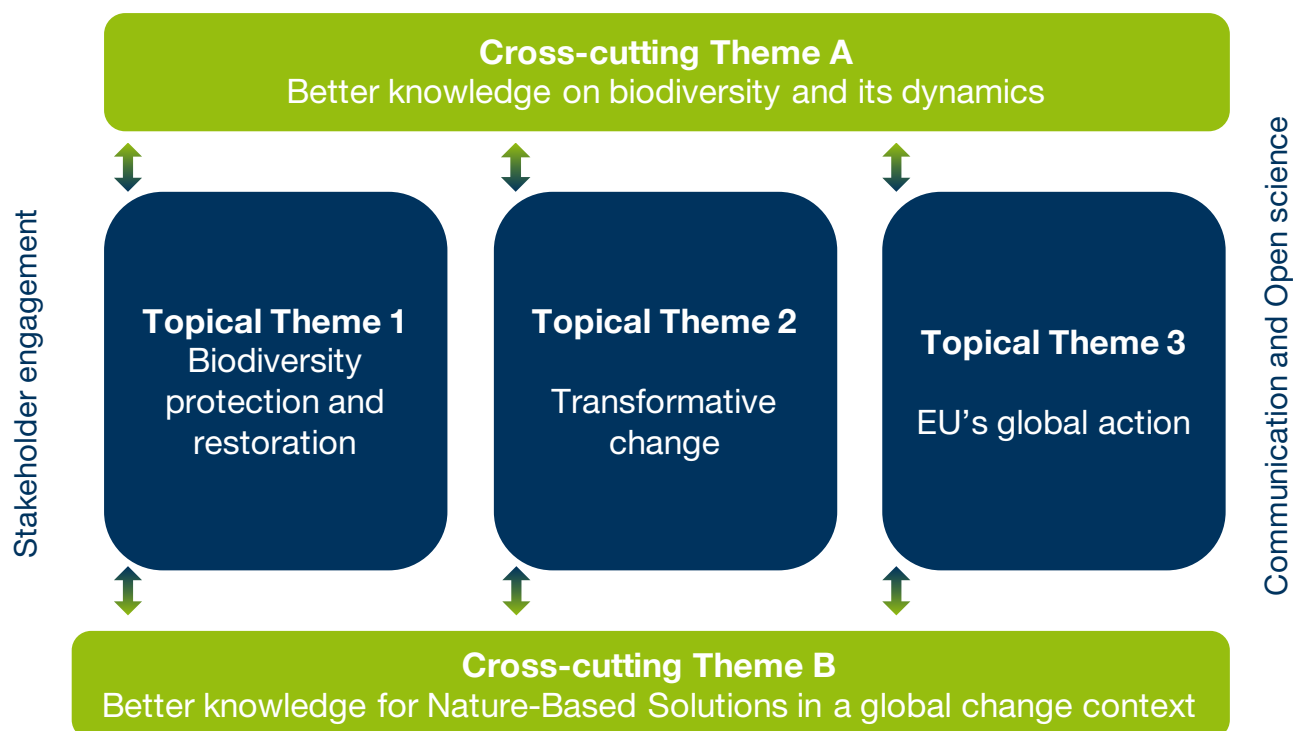 Cross-cutting Theme A
Better knowledge on biodiversity and its dynamics
Stakeholder engagement
Topical Theme 1
Biodiversity
protection and
restoration
Topical Theme 2
Transformative
change
Topical Theme 3
EU’s global action
Communication and Open science
Cross-cutting Theme B
Better knowledge for Nature-Based Solutions in a global change context